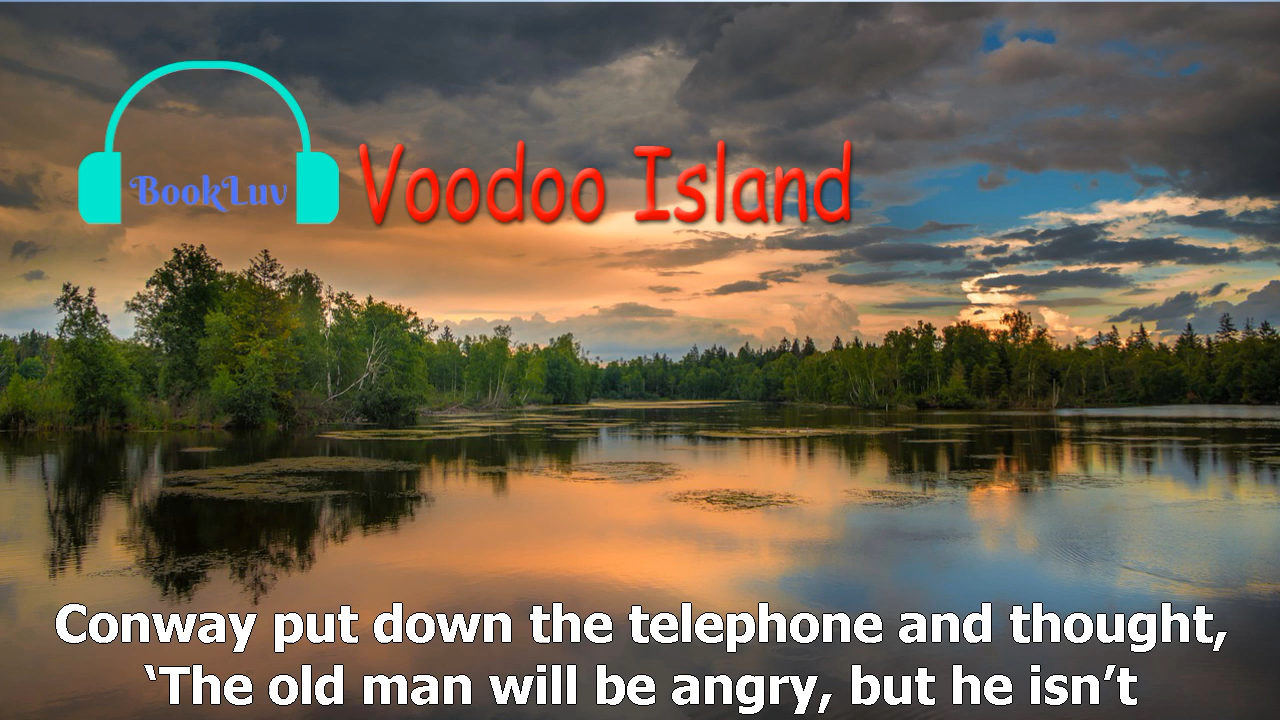 BookLuv
Voodoo Island
Conway put down the telephone and thought,
‘The old man will be angry, but he isn’t